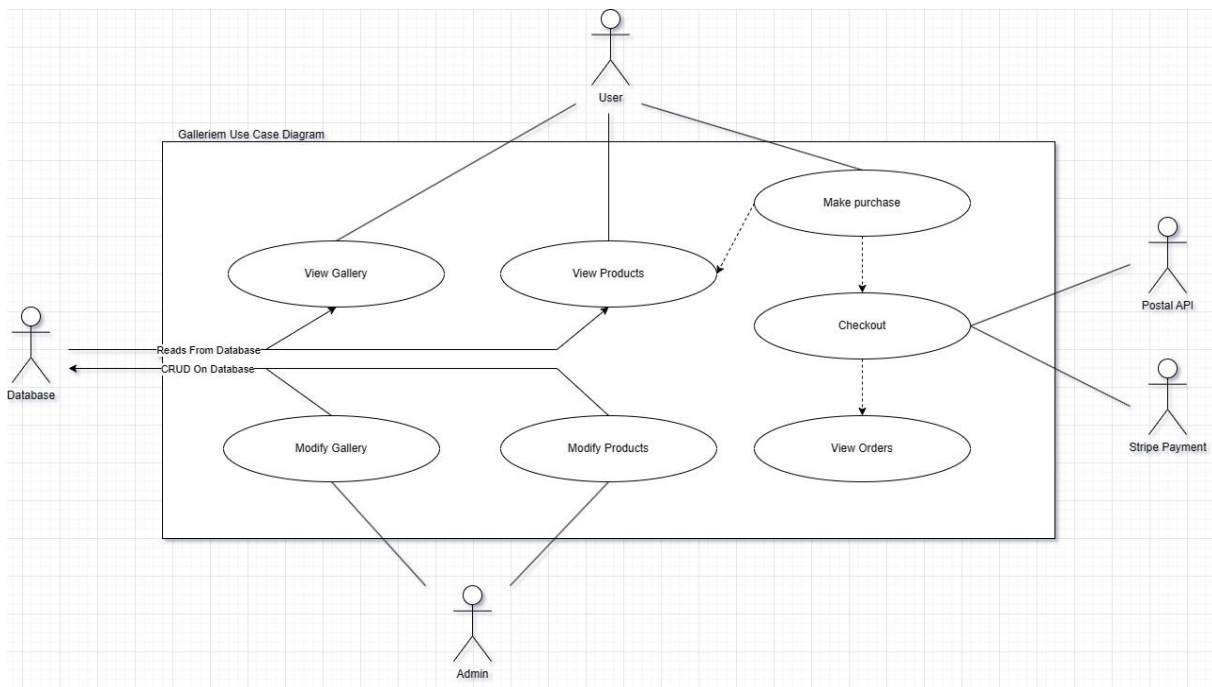 User
Galleriem Use Case Diagram
Make purchase
View Gallery
View Products
Postal API
Checkout
Reads From Database
CRUD On Database
Database
Modify Gallery
Modify Products
View Orders
Stripe Payment
Admin